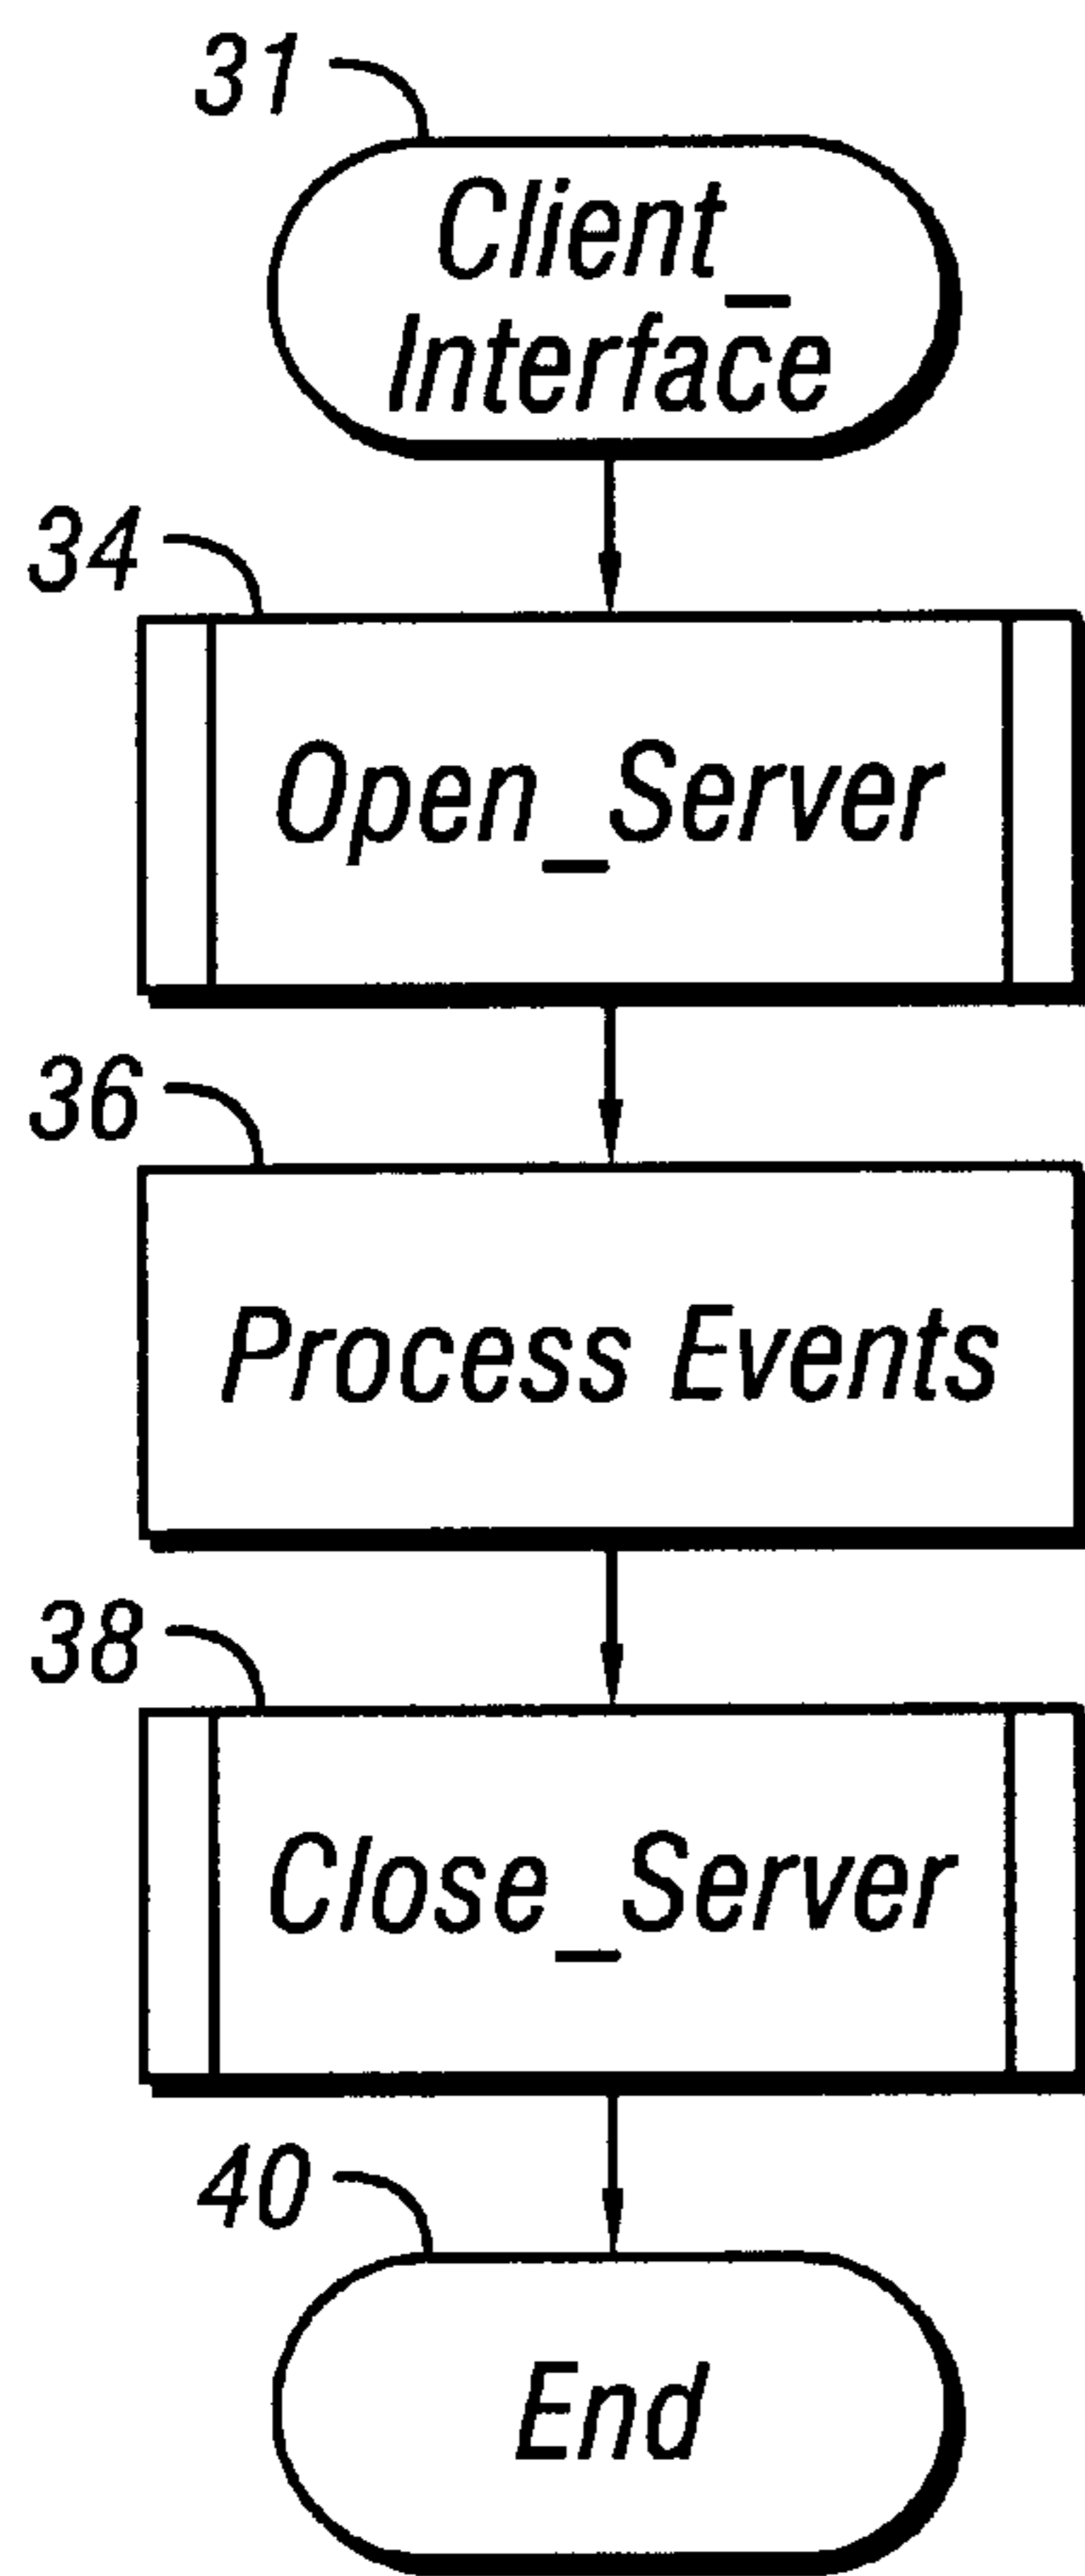 31
Client_
Interface
34
Open_Server
36
Process Events
38
Close_Server
40
End